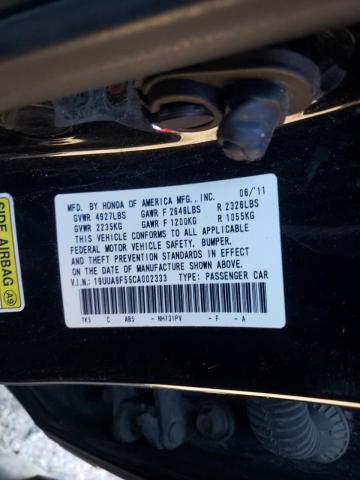 MFD. BY HONDA OF AMERICA MFG., INC. 06/'11
GVWR 4927LBS GAWR F 2646LBS R 2326LBS
GVWR 2235KG GAWR F 1200KG R 1055KG
THIS VEHICLE CONFORMS TO ALL APPLICABLE
FEDERAL MOTOR VEHICLE SAFETY, BUMPER,
AND THEFT PREVENTION STANDARDS IN EFFECT
ON THE DATE OF MANUFACTURE SHOWN ABOVE.
V.I.N.: 19UUA9F55CA002333 TYPE: PASSENGER CAR
TK5 C AB5 - NH731PV - F - A
SIDE AIRBAG
A9